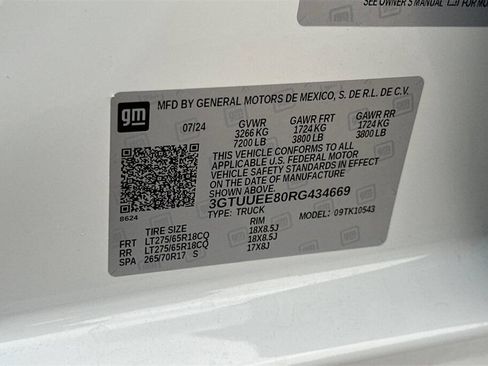 SEE OWNER'S MANUAL
FOR MO
gm
MFD BY GENERAL MOTORS DE MEXICO, S. DE R.L. DE C.V.
07/24 GVWR GAWR FRT GAWR RR
3266 KG 1724 KG 1724 KG
7200 LB 3800 LB 3800 LB
THIS VEHICLE CONFORMS TO ALL
APPLICABLE U.S. FEDERAL MOTOR
VEHICLE SAFETY STANDARDS IN
EFFECT ON THE DATE OF MANUFACTURE
SHOWN ABOVE
3GTUUEE80RG434669
TYPE: TRUCK MODEL: 09TK10543
8624
TIRE SIZE RIM
FRT LT275/65R18CQ 18X8.5J
RR LT275/65R18CQ 18X8.5J
SPA 265/70R17 S 17X8J